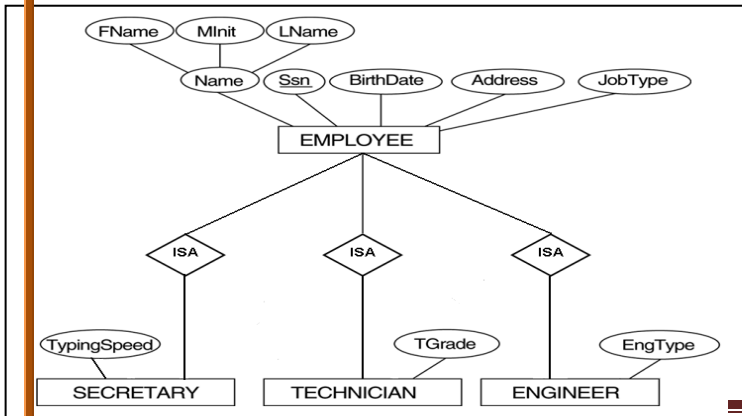 FName MInit LName
Name Ssn BirthDate Address JobType
EMPLOYEE
ISA ISA ISA
TypingSpeed TGrade EngType
SECRETARY TECHNICIAN ENGINEER